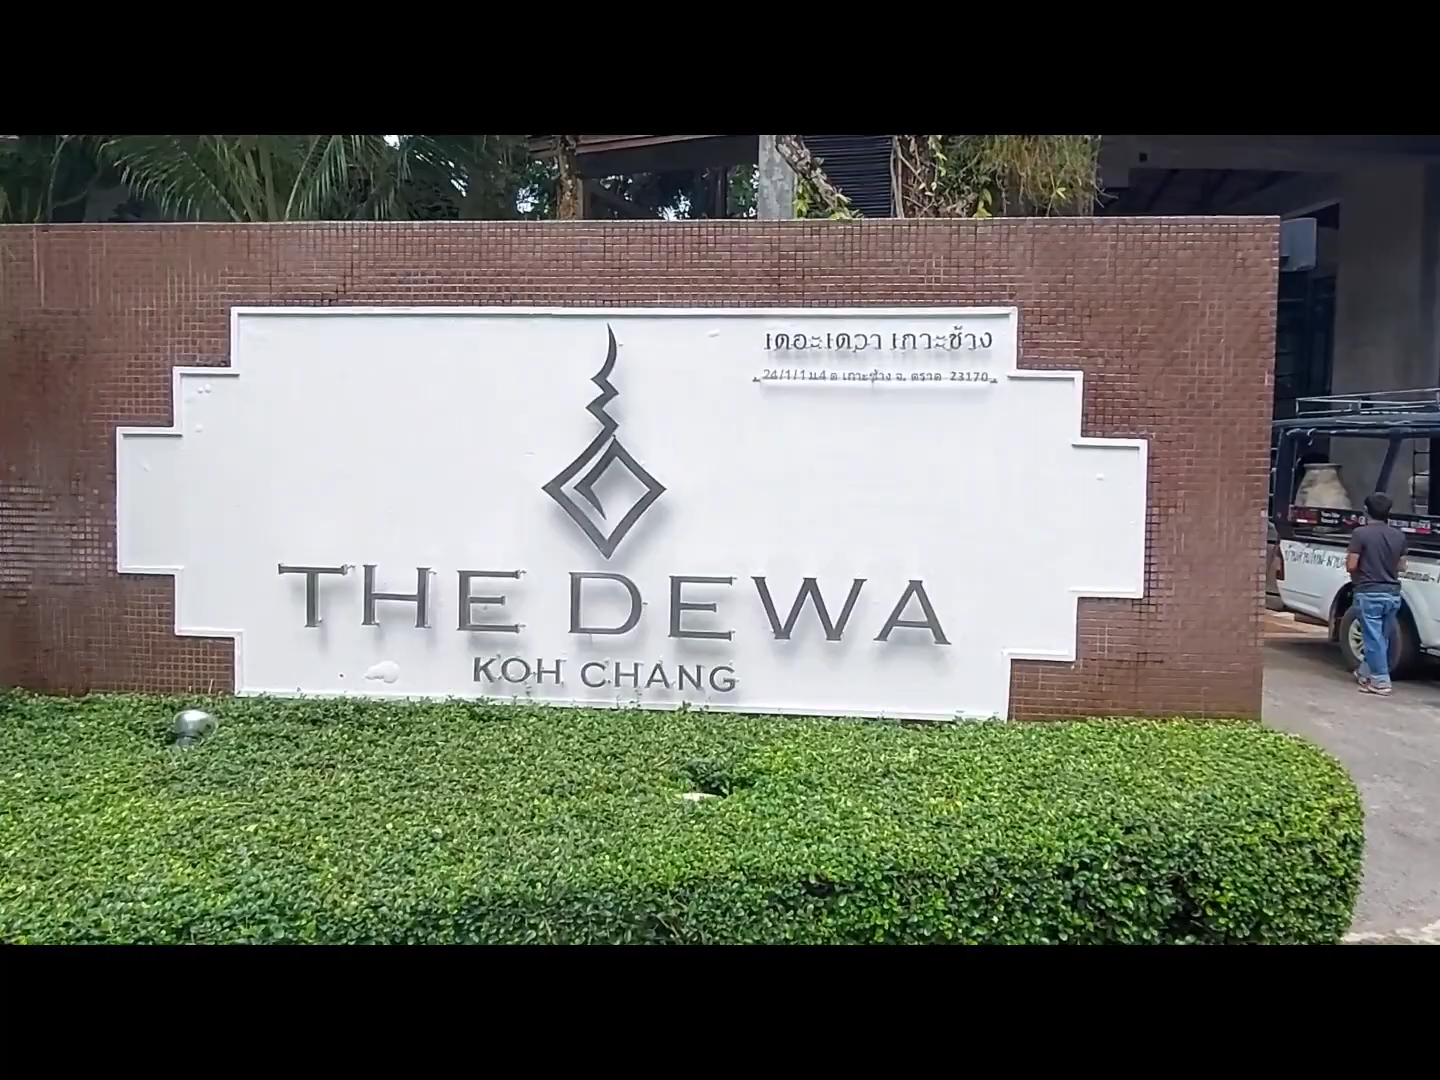 เดอะเดวา เกาะช้าง
24/1/1 ม.4 ต เกาะช้าง จ. ตราด 23170
THE DEWA
KOH CHANG